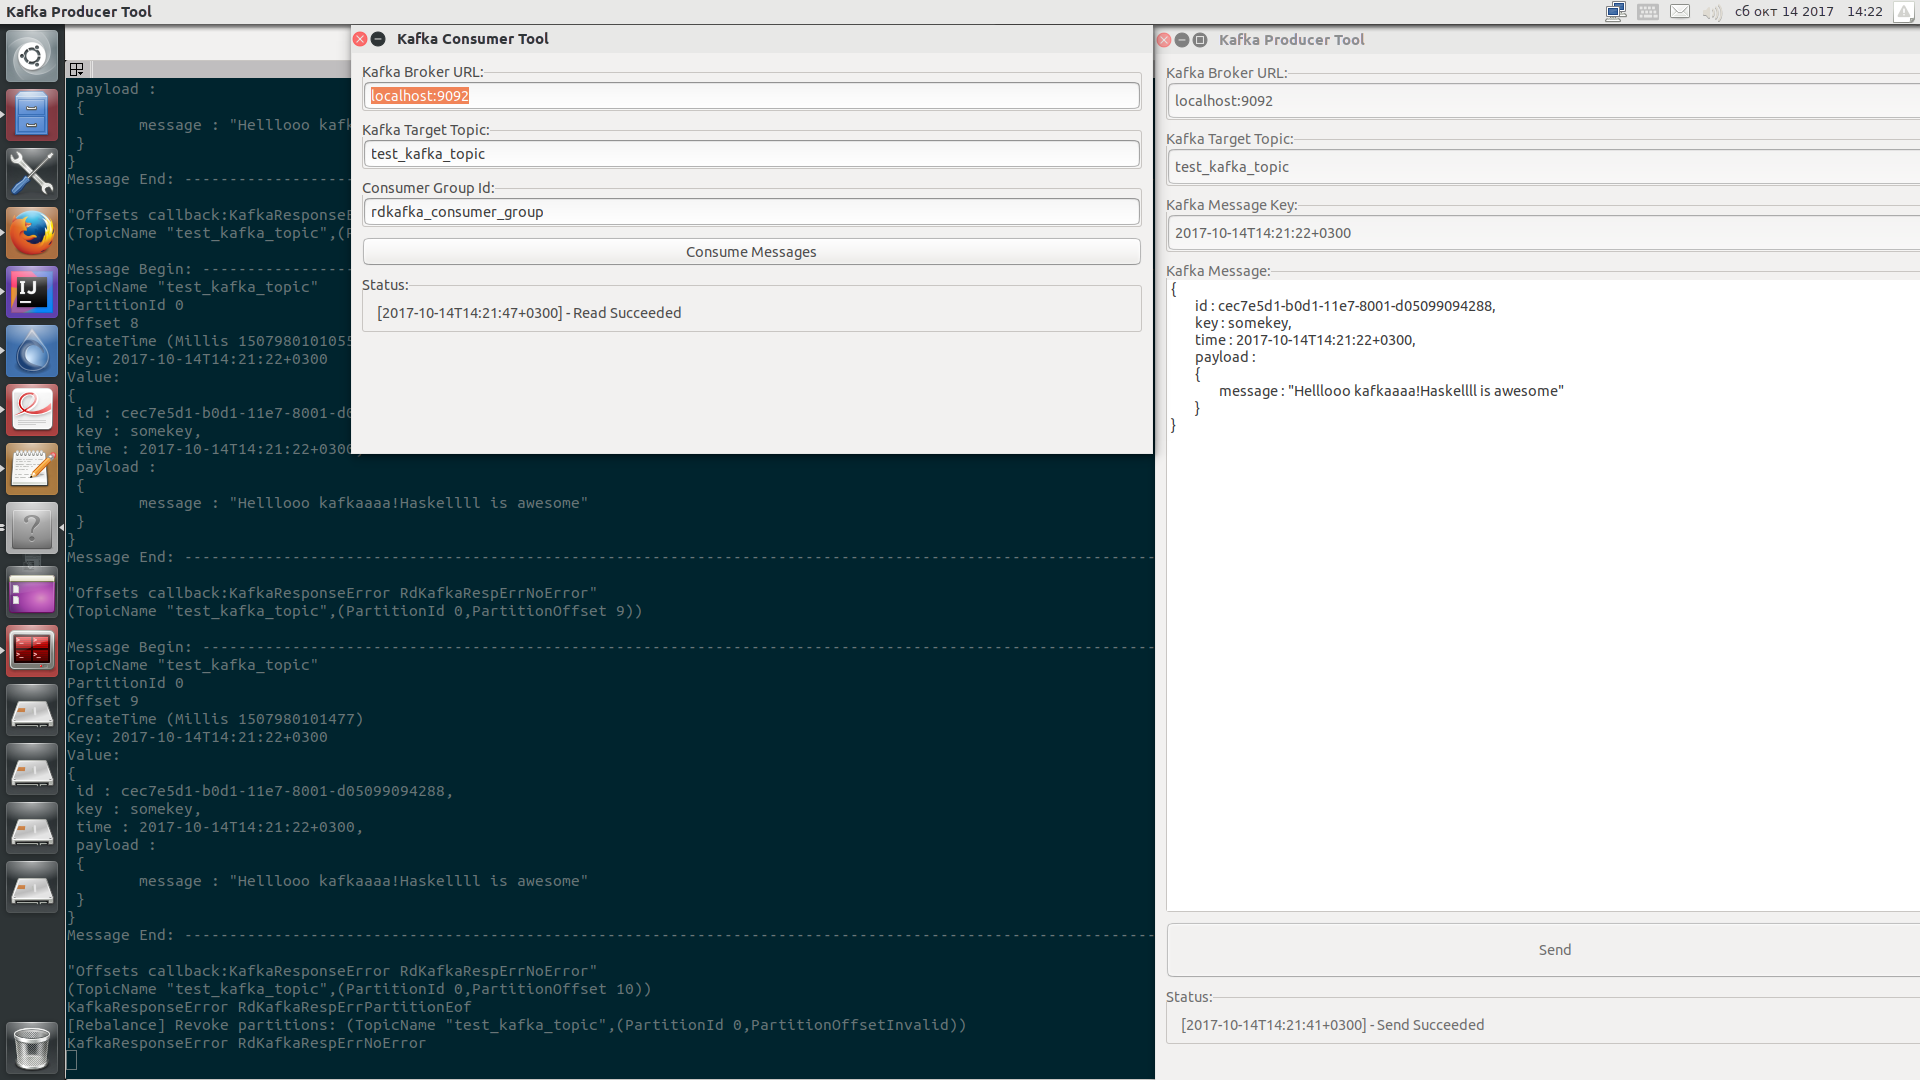 Kafka Producer Tool
сб окт 14 2017 14:22
payload :
{
message : "Helllooo kafk
}
}
Message End: ------------------
"Offsets callback:KafkaResponseE
(TopicName "test_kafka_topic",(P
Message Begin: -----------------
TopicName "test_kafka_topic"
PartitionId 0
Offset 8
CreateTime (Millis 1507980101055
Key: 2017-10-14T14:21:22+0300
Value:
{
id : cec7e5d1-b0d1-11e7-8001-d0
key : somekey,
time : 2017-10-14T14:21:22+0300,
payload :
{
message : "Helllooo kafkaaaa!Haskellll is awesome"
}
}
Message End: ------------------------------------------------------------------------------------------------------------
"Offsets callback:KafkaResponseError RdKafkaRespErrNoError"
(TopicName "test_kafka_topic",(PartitionId 0,PartitionOffset 9))
Message Begin: ----------------------------------------------------------------------------------------------------------
TopicName "test_kafka_topic"
PartitionId 0
Offset 9
CreateTime (Millis 1507980101477)
Key: 2017-10-14T14:21:22+0300
Value:
{
id : cec7e5d1-b0d1-11e7-8001-d05099094288,
key : somekey,
time : 2017-10-14T14:21:22+0300,
payload :
{
message : "Helllooo kafkaaaa!Haskellll is awesome"
}
}
Message End: ------------------------------------------------------------------------------------------------------------
"Offsets callback:KafkaResponseError RdKafkaRespErrNoError"
(TopicName "test_kafka_topic",(PartitionId 0,PartitionOffset 10))
KafkaResponseError RdKafkaRespErrPartitionEof
[Rebalance] Revoke partitions: (TopicName "test_kafka_topic",(PartitionId 0,PartitionOffsetInvalid))
KafkaResponseError RdKafkaRespErrNoError
Kafka Consumer Tool
Kafka Broker URL:
localhost:9092
Kafka Target Topic:
test_kafka_topic
Consumer Group Id:
rdkafka_consumer_group
Consume Messages
Status:
[2017-10-14T14:21:47+0300] - Read Succeeded
Kafka Producer Tool
Kafka Broker URL:
localhost:9092
Kafka Target Topic:
test_kafka_topic
Kafka Message Key:
2017-10-14T14:21:22+0300
Kafka Message:
{
id : cec7e5d1-b0d1-11e7-8001-d05099094288,
key : somekey,
time : 2017-10-14T14:21:22+0300,
payload :
{
message : "Helllooo kafkaaaa!Haskellll is awesome"
}
}
Send
Status:
[2017-10-14T14:21:41+0300] - Send Succeeded
IJ